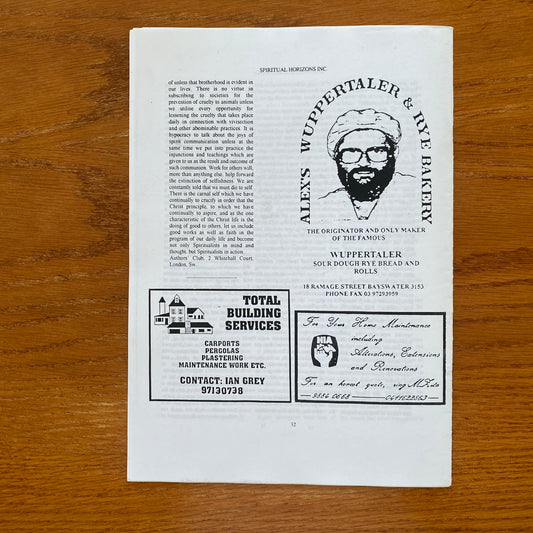 SPIRITUAL HORIZONS INC.
of unless that brotherhood is evident in
our lives. There is no virtue in
subscribing to societies for the
prevention of cruelty to animals unless
we utilise every opportunity for
lessening the cruelty that takes place
daily in connection with vivisection
and other abominable practices. It is
hypocracy to talk about the joys of
spirit communication unless at the
same time we put into practice the
injunctions and teachings which are
given to us as the result and outcome of
such communion. Work for others will,
more than anything else, help forward
the extinction of selfishness. We are
constantly told that we must die to self.
There is the carnal self which we have
continually to crucify in order that the
Christ principle, to which we have
continually to aspire, and as the one
characteristic of the Christ life is the
doing of good to others, let us include
good works as well as faith in the
program of our daily life and become
not only Spiritualists in mind and
thought, but Spiritualists in action.
Authors' Club, 2 Whitehall Court,
London, Sw.
ALEX'S WUPPERTALER & RYE BAKERY
THE ORIGINATOR AND ONLY MAKER
OF THE FAMOUS
WUPPERTALER
SOUR DOUGH RYE BREAD AND
ROLLS
18 RAMAGE STREET BAYSWATER 3153
PHONE FAX 03 97293959
TOTAL
BUILDING
SERVICES
CARPORTS
PERGOLAS
PLASTERING
MAINTENANCE WORK ETC.
CONTACT: IAN GREY
97130738
For Your Home Maintenance
including
HIA
Alterations, Extensions
and Renovations
For an honest quote, ring
32